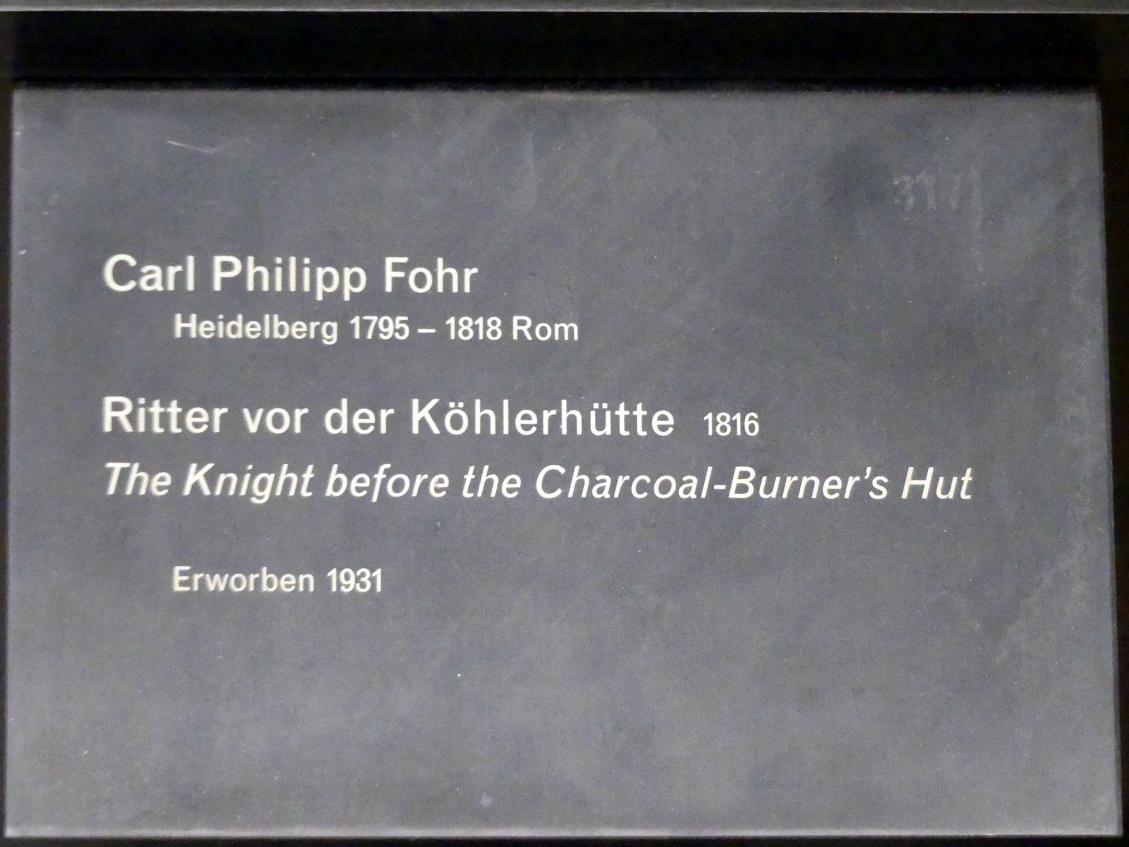 Carl Philipp Fohr
Heidelberg 1795 – 1818 Rom
Ritter vor der Köhlerhütte 1816
The Knight before the Charcoal-Burner's Hut
Erworben 1931